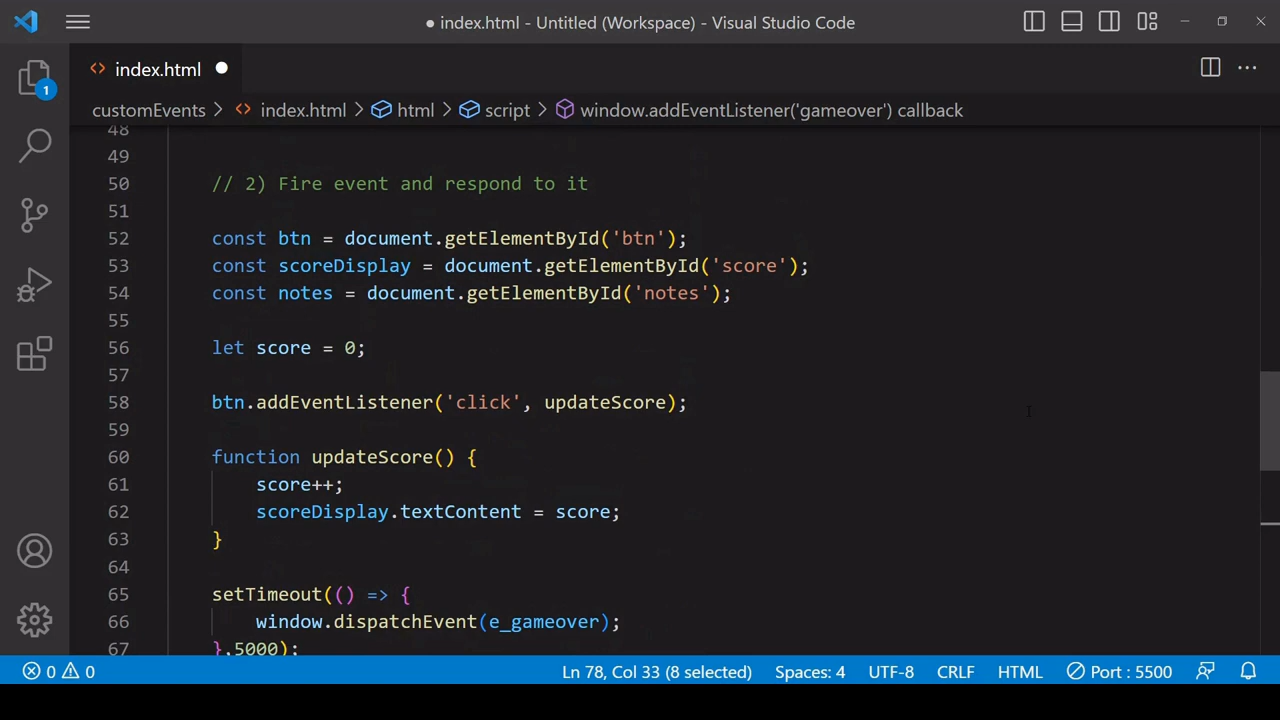 ● index.html - Untitled (Workspace) - Visual Studio Code
index.html
1
customEvents > index.html > html > script > window.addEventListener('gameover') callback
48
49
50 // 2) Fire event and respond to it
51
52 const btn = document.getElementById('btn');
53 const scoreDisplay = document.getElementById('score');
54 const notes = document.getElementById('notes');
55
56 let score = 0;
57
58 btn.addEventListener('click', updateScore);
59
60 function updateScore() {
61 score++;
62 scoreDisplay.textContent = score;
63 }
64
65 setTimeout(() => {
66 window.dispatchEvent(e_gameover);
67 },5000);
0 0 Ln 78, Col 33 (8 selected) Spaces: 4 UTF-8 CRLF HTML Port : 5500